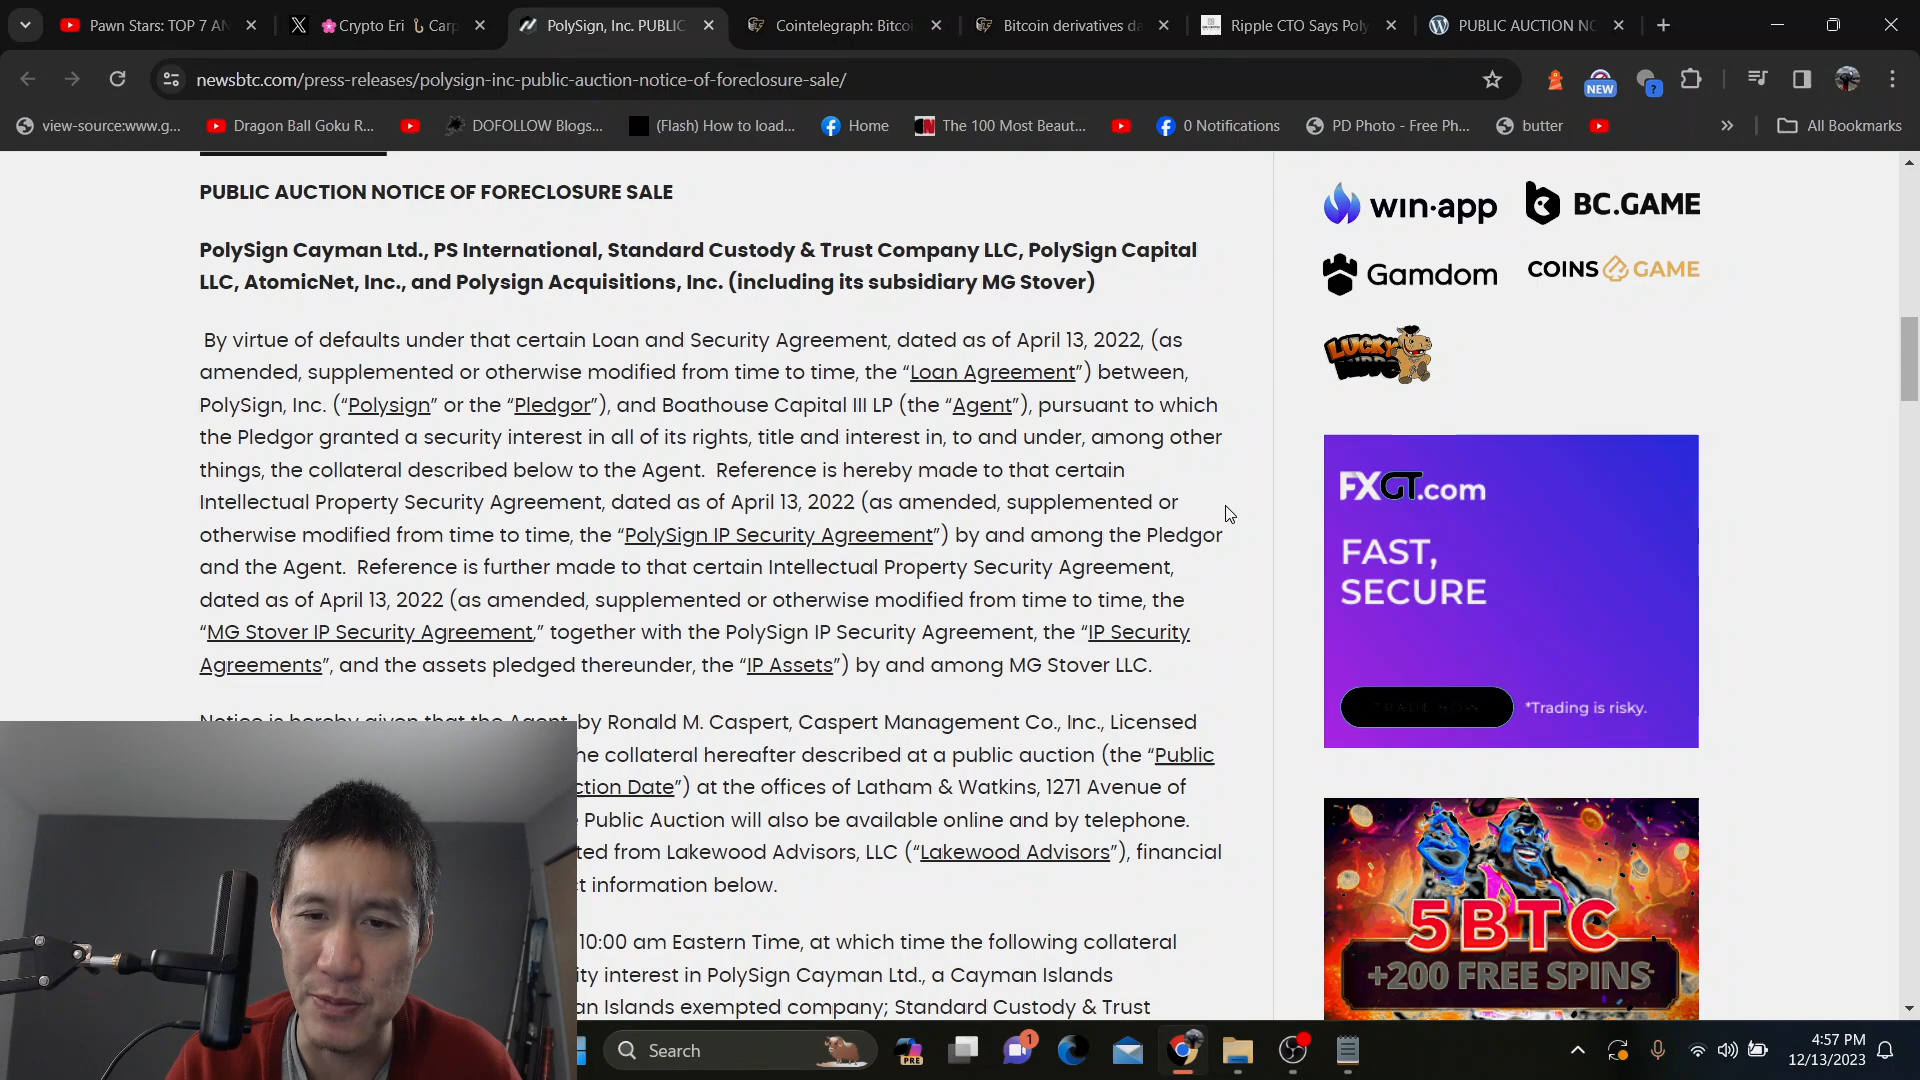 Pawn Stars: TOP 7 AN
Crypto Eri Carp
PolySign, Inc. PUBLIC
Cointelegraph: Bitcoi
Bitcoin derivatives da
Ripple CTO Says Poly
PUBLIC AUCTION NO
newsbtc.com/press-releases/polysign-inc-public-auction-notice-of-foreclosure-sale/
NEW
?
view-source:www.g...
Dragon Ball Goku R...
DOFOLLOW Blogs...
(Flash) How to load...
Home
The 100 Most Beaut...
0 Notifications
PD Photo - Free Ph...
butter
All Bookmarks
PUBLIC AUCTION NOTICE OF FORECLOSURE SALE
PolySign Cayman Ltd., PS International, Standard Custody & Trust Company LLC, PolySign Capital
LLC, AtomicNet, Inc., and Polysign Acquisitions, Inc. (including its subsidiary MG Stover)
By virtue of defaults under that certain Loan and Security Agreement, dated as of April 13, 2022, (as
amended, supplemented or otherwise modified from time to time, the “Loan Agreement”) between,
PolySign, Inc. (“Polysign” or the “Pledgor”), and Boathouse Capital III LP (the “Agent”), pursuant to which
the Pledgor granted a security interest in all of its rights, title and interest in, to and under, among other
things, the collateral described below to the Agent. Reference is hereby made to that certain
Intellectual Property Security Agreement, dated as of April 13, 2022 (as amended, supplemented or
otherwise modified from time to time, the “PolySign IP Security Agreement”) by and among the Pledgor
and the Agent. Reference is further made to that certain Intellectual Property Security Agreement,
dated as of April 13, 2022 (as amended, supplemented or otherwise modified from time to time, the
“MG Stover IP Security Agreement,” together with the PolySign IP Security Agreement, the “IP Security
Agreements”, and the assets pledged thereunder, the “IP Assets”) by and among MG Stover LLC.
Notice is hereby given that the Agent, by Ronald M. Caspert, Caspert Management Co., Inc., Licensed
he collateral hereafter described at a public auction (the “Public
ction Date”) at the offices of Latham & Watkins, 1271 Avenue of
Public Auction will also be available online and by telephone.
ted from Lakewood Advisors, LLC (“Lakewood Advisors”), financial
t information below.
10:00 am Eastern Time, at which time the following collateral
ity interest in PolySign Cayman Ltd., a Cayman Islands
an Islands exempted company; Standard Custody & Trust
win·app
BC.GAME
Gamdom
COINS GAME
LUCKY
FXGT.com
FAST,
SECURE
TRADE NOW
*Trading is risky.
5BTC
+200 FREE SPINS
Search
PRE
1
4:57 PM
12/13/2023